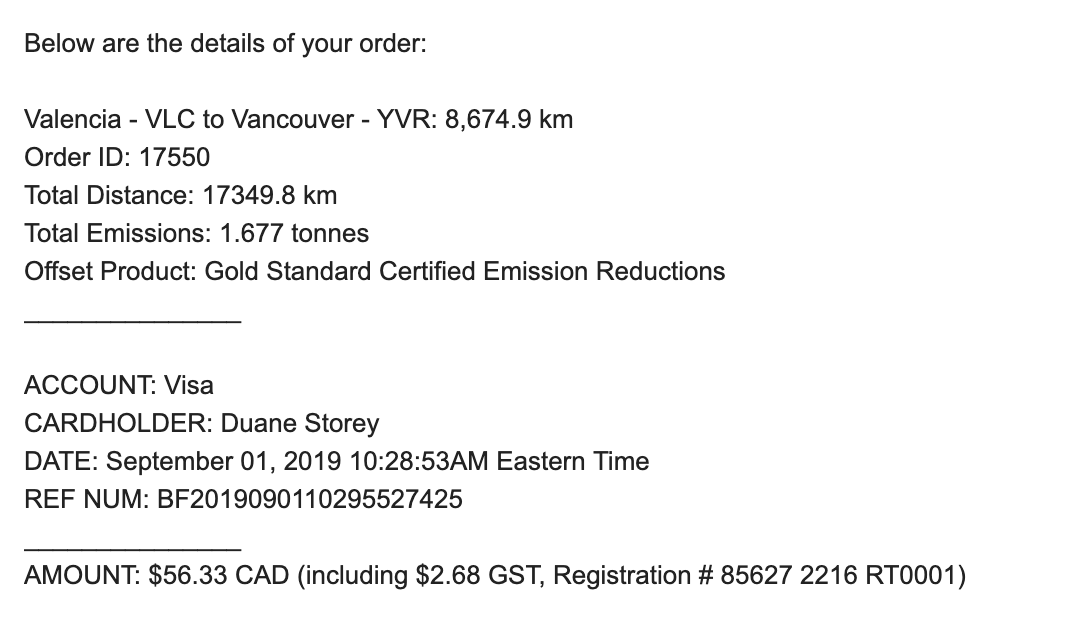 Below are the details of your order:
Valencia - VLC to Vancouver - YVR: 8,674.9 km
Order ID: 17550
Total Distance: 17349.8 km
Total Emissions: 1.677 tonnes
Offset Product: Gold Standard Certified Emission Reductions
_______________
ACCOUNT: Visa
CARDHOLDER: Duane Storey
DATE: September 01, 2019 10:28:53AM Eastern Time
REF NUM: BF2019090110295527425
_______________
AMOUNT: $56.33 CAD (including $2.68 GST, Registration # 85627 2216 RT0001)